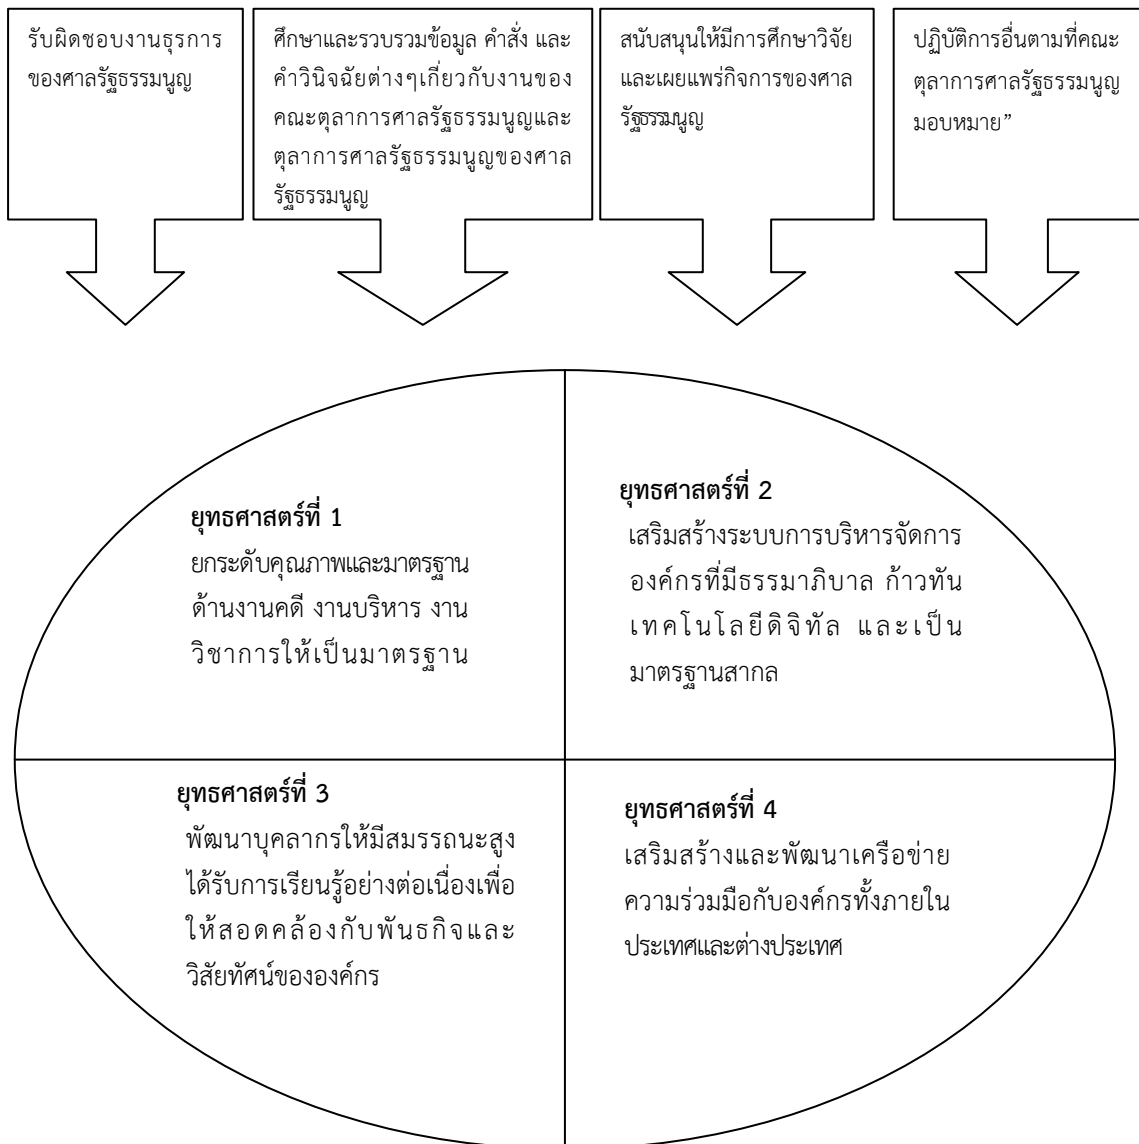 รับผิดชอบงานธุรการ
ของศาลรัฐธรรมนูญ
ศึกษาและรวบรวมข้อมูล คำสั่ง และ
คำวินิจฉัยต่างๆเกี่ยวกับงานของ
คณะตุลาการศาลรัฐธรรมนูญและ
ตุลาการศาลรัฐธรรมนูญของศาล
รัฐธรรมนูญ
สนับสนุนให้มีการศึกษาวิจัย
และเผยแพร่กิจการของศาล
รัฐธรรมนูญ
ปฏิบัติการอื่นตามที่คณะ
ตุลาการศาลรัฐธรรมนูญ
มอบหมาย”
ยุทธศาสตร์ที่ 1
ยกระดับคุณภาพและมาตรฐาน
ด้านงานคดี งานบริหาร งาน
วิชาการให้เป็นมาตรฐาน
ยุทธศาสตร์ที่ 2
เสริมสร้างระบบการบริหารจัดการ
องค์กรที่มีธรรมาภิบาล ก้าวทัน
เทคโนโลยีดิจิทัล และเป็น
มาตรฐานสากล
ยุทธศาสตร์ที่ 3
พัฒนาบุคลากรให้มีสมรรถนะสูง
ได้รับการเรียนรู้อย่างต่อเนื่องเพื่อ
ให้สอดคล้องกับพันธกิจและ
วิสัยทัศน์ขององค์กร
ยุทธศาสตร์ที่ 4
เสริมสร้างและพัฒนาเครือข่าย
ความร่วมมือกับองค์กรทั้งภายใน
ประเทศและต่างประเทศ